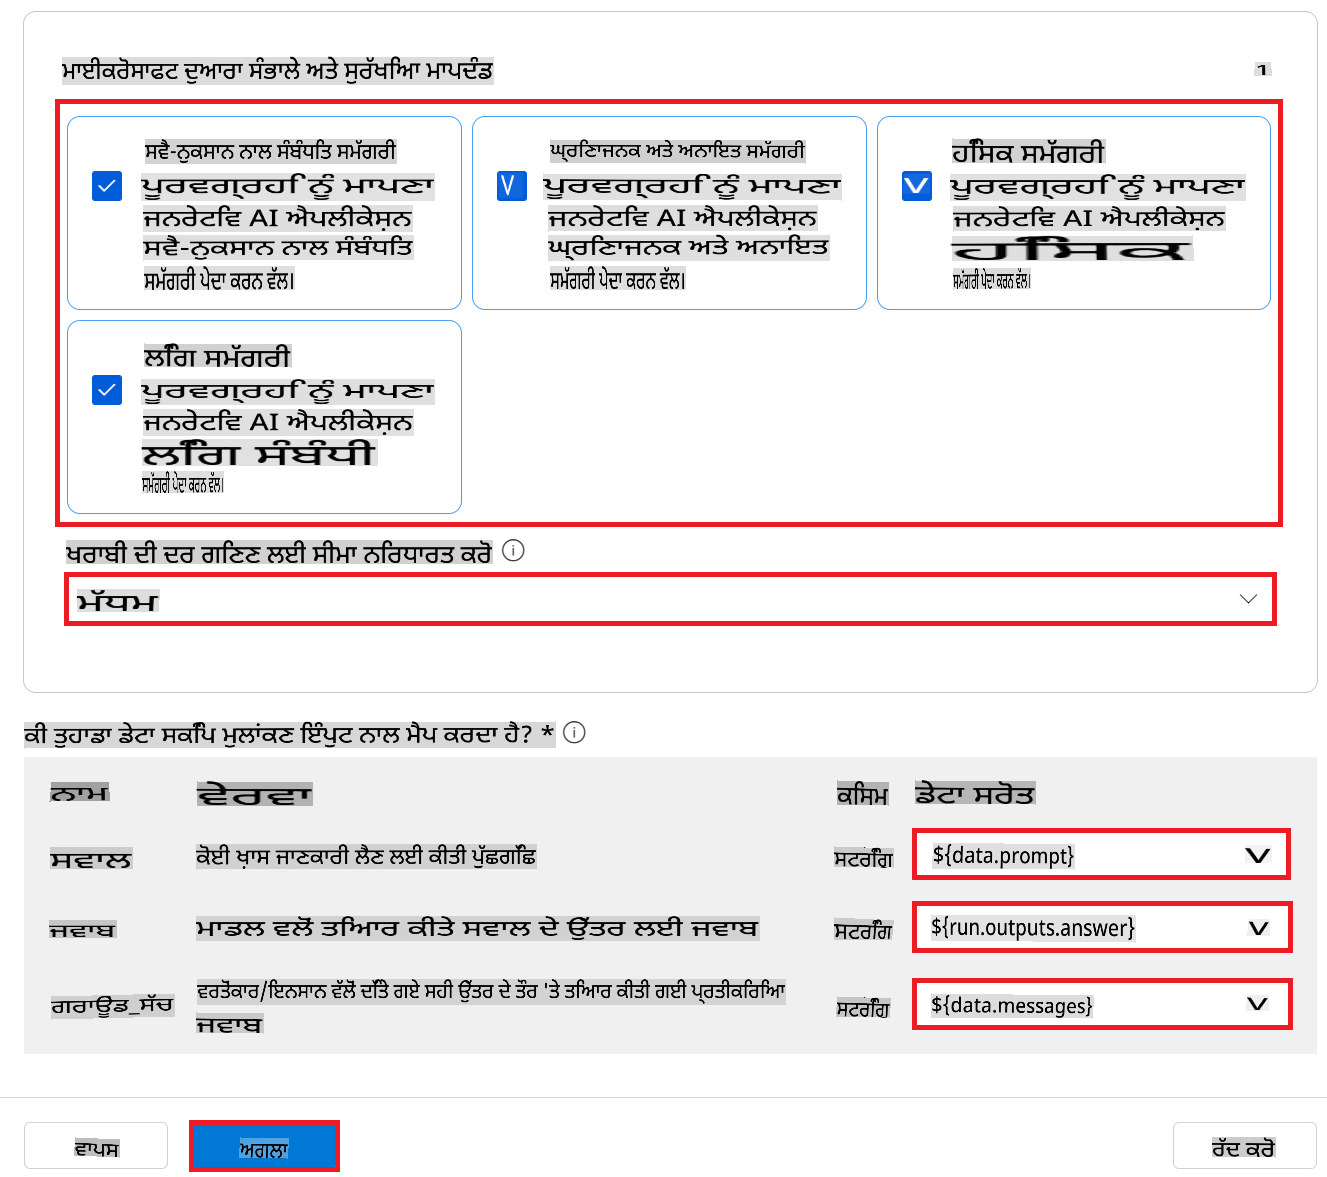 ਮਾਈਕਰੋਸਾਫਟ ਦੁਆਰਾ ਸੰਭਾਲੇ ਅਤੇ ਸੁਰੱਖਿਆ ਮਾਪਦੰਡ
1
ਸਵੈ-ਨੁਕਸਾਨ ਨਾਲ ਸੰਬੰਧਤਿ ਸਮੱਗਰੀ
ਪੂਰਵਗ੍ਰਹ ਨਿੂੰ ਮਾਪਣਾ
ਜਨਰੇਟਵਿ AI ਐਪਲੀਕੇਸ਼ਨ
ਸਵੈ-ਨੁਕਸਾਨ ਨਾਲ ਸੰਬੰਧਤਿ
ਸਮੱਗਰੀ ਪੇਦਾ ਕਰਨ ਵੱਲ।
ਘ੍ਰਣਿਾਜਨਕ ਅਤੇ ਅਨਾਇਤ ਸਮੱਗਰੀ
V
ਪੂਰਵਗ੍ਰਹ ਨਿੂੰ ਮਾਪਣਾ
ਜਨਰੇਟਵਿ AI ਐਪਲੀਕੇਸ਼ਨ
ਘ੍ਰਣਿਾਜਨਕ ਅਤੇ ਅਨਾਇਤ
ਸਮੱਗਰੀ ਪੇਦਾ ਕਰਨ ਵੱਲ।
ਹੰਸਿਕ ਸਮੱਗਰੀ
V
ਪੂਰਵਗ੍ਰਹ ਨਿੂੰ ਮਾਪਣਾ
ਜਨਰੇਟਵਿ AI ਐਪਲੀਕੇਸ਼ਨ
ਹੰਸਿਕ
ਸਮੱਗਰੀ ਪੇਦਾ ਕਰਨ ਵੱਲ।
ਲਿੰਗ ਸਮੱਗਰੀ
ਪੂਰਵਗ੍ਰਹ ਨਿੂੰ ਮਾਪਣਾ
ਜਨਰੇਟਵਿ AI ਐਪਲੀਕੇਸ਼ਨ
ਲਿੰਗ ਸੰਬੰਧੀ
ਸਮੱਗਰੀ ਪੇਦਾ ਕਰਨ ਵੱਲ।
ਖਰਾਬੀ ਦੀ ਦਰ ਗਣਿਣ ਲਈ ਸੀਮਾ ਨਰਿਧਾਰਤ ਕਰੋ
ਮੱਧਮ
ਕੀ ਤੁਹਾਡਾ ਡੇਟਾ ਸਕਪਿ ਮੁਲਾਂਕਣ ਇੰਪੁਟ ਨਾਲ ਮੈਪ ਕਰਦਾ ਹੈ? *
ਨਾਮ ਵੇਰਵਾ ਕਸਿਮ ਡੇਟਾ ਸਰੋਤ
ਸਵਾਲ ਕੋਈ ਖ਼ਾਸ ਜਾਣਕਾਰੀ ਲੈਣ ਲਈ ਕੀਤੀ ਪੁੱਛਗੱਛਿ ਸਟਰੰਗਿ ${data.prompt} V
ਜਵਾਬ ਮਾਡਲ ਵਲੋਂ ਤਆਿਰ ਕੀਤੇ ਸਵਾਲ ਦੇ ਉੱਤਰ ਲਈ ਜਵਾਬ ਸਟਰੰਗਿ ${run.outputs.answer} V
ਗਰਾਊਂਡ_ਸੱਚ ਵਰਤੋਂਕਾਰ/ਇਨਸਾਨ ਵੱਲੋਂ ਦੱਤਿੇ ਗਏ ਸਹੀ ਉੱਤਰ ਦੇ ਤੌਰ 'ਤੇ ਤਆਿਰ ਕੀਤੀ ਗਈ ਪ੍ਰਤੀਕਰਿਆਿ ਸਟਰੰਗਿ ${data.messages} V
ਜਵਾਬ
ਵਾਪਸ ਅਗਲਾ ਰੱਦ ਕਰੋ